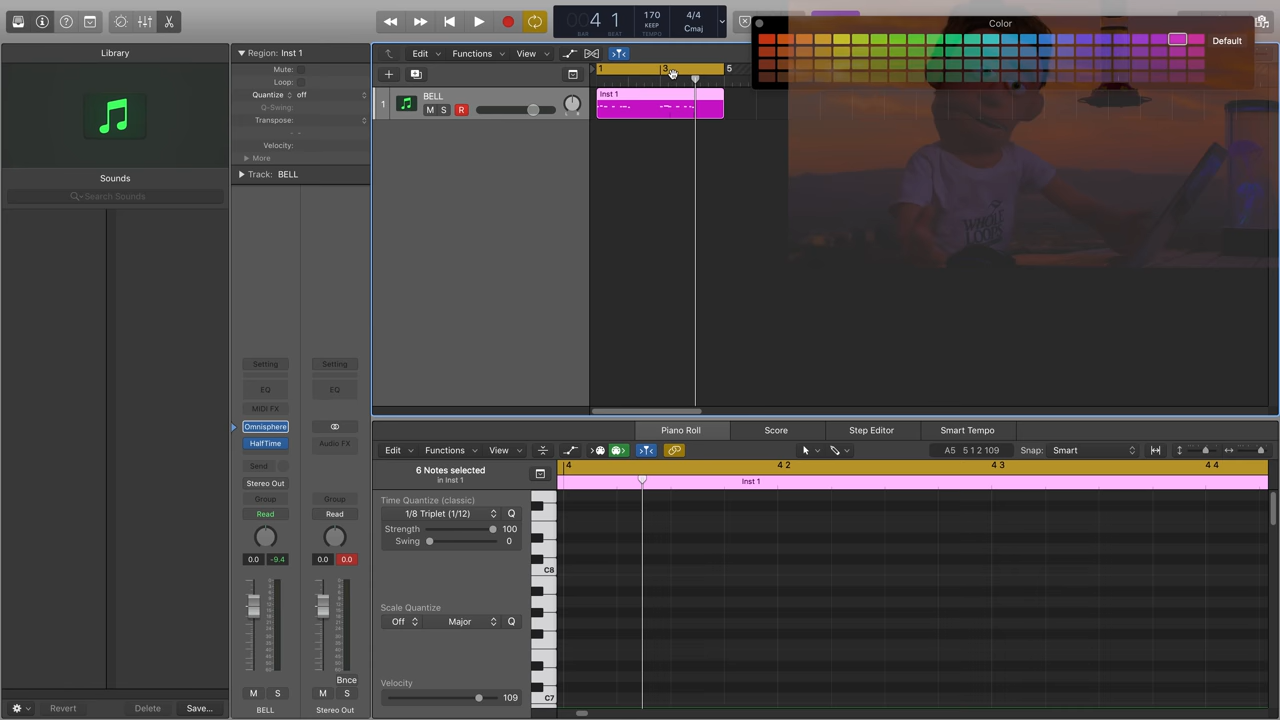 4 1
BAR BEAT
170
KEEP
TEMPO
4/4
Cmaj
Color
Default
Library
Sounds
Search Sounds
Revert
Delete
Save...
Region: Inst 1
Mute:
Loop:
Quantize off
Q-Swing:
Transpose:
Velocity:
More
Track: BELL
Setting
Setting
EQ
EQ
MIDI FX
Omnisphere
HalfTime
Audio FX
Send
Stereo Out
Group
Group
Read
Read
0.0 -9.4
0.0 0.0
Bnce
M S
M S
BELL
Stereo Out
Edit
Functions
View
1
3
5
1
BELL
M S R
Inst 1
WHOLE
LOOPS
Piano Roll
Score
Step Editor
Smart Tempo
Edit
Functions
View
A5 5 1 2 109
Snap: Smart
6 Notes selected
in Inst 1
4
4 2
4 3
4 4
Inst 1
Time Quantize (classic)
1/8 Triplet (1/12)
Q
Strength 100
Swing 0
Scale Quantize
Off
Major
Q
Velocity
109
C8
C7